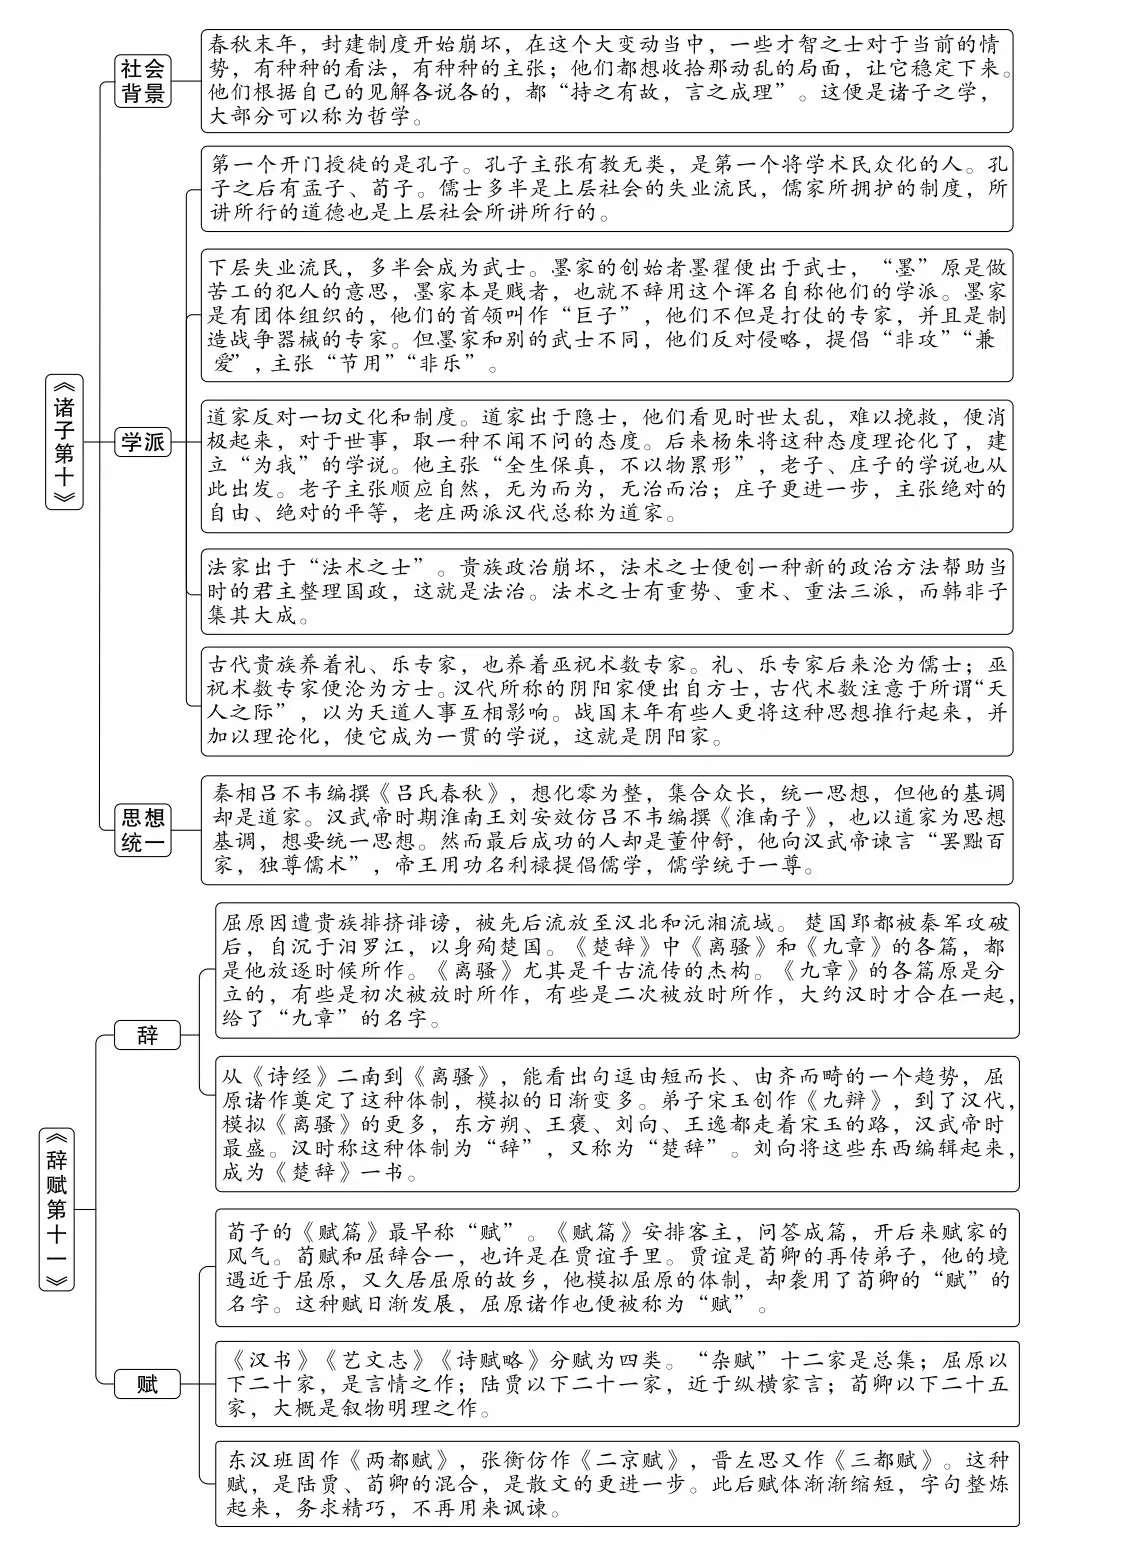 《诸子第十》
社会
背景
春秋末年，封建制度开始崩坏，在这个大变动当中，一些才智之士对于当前的情
势，有种种的看法，有种种的主张；他们都想收拾那动乱的局面，让它稳定下来。
他们根据自己的见解各说各的，都“持之有故，言之成理”。这便是诸子之学，
大部分可以称为哲学。
学派
第一个开门授徒的是孔子。孔子主张有教无类，是第一个将学术民众化的人。孔
子之后有孟子、荀子。儒士多半是上层社会的失业流民，儒家所拥护的制度，所
讲所行的道德也是上层社会所讲所行的。
下层失业流民，多半会成为武士。墨家的创始者墨翟便出于武士，“墨”原是做
苦工的犯人的意思，墨家本是贱者，也就不辞用这个诨名自称他们的学派。墨家
是有团体组织的，他们的首领叫作“巨子”，他们不但是打仗的专家，并且是制
造战争器械的专家。但墨家和别的武士不同，他们反对侵略，提倡“非攻”“兼
爱”，主张“节用”“非乐”。
道家反对一切文化和制度。道家出于隐士，他们看见时世太乱，难以挽救，便消
极起来，对于世事，取一种不闻不问的态度。后来杨朱将这种态度理论化了，建
立“为我”的学说。他主张“全生保真，不以物累形”，老子、庄子的学说也从
此出发。老子主张顺应自然，无为而为，无治而治；庄子更进一步，主张绝对的
自由、绝对的平等，老庄两派汉代总称为道家。
法家出于“法术之士”。贵族政治崩坏，法术之士便创一种新的政治方法帮助当
时的君主整理国政，这就是法治。法术之士有重势、重术、重法三派，而韩非子
集其大成。
古代贵族养着礼、乐专家，也养着巫祝术数专家。礼、乐专家后来沦为儒士；巫
祝术数专家便沦为方士。汉代所称的阴阳家便出自方士，古代术数注意于所谓“天
人之际”，以为天道人事互相影响。战国末年有些人更将这种思想推行起来，并
加以理论化，使它成为一贯的学说，这就是阴阳家。
思想
统一
秦相吕不韦编撰《吕氏春秋》，想化零为整，集合众长，统一思想，但他的基调
却是道家。汉武帝时期淮南王刘安效仿吕不韦编撰《淮南子》，也以道家为思想
基调，想要统一思想。然而最后成功的人却是董仲舒，他向汉武帝谏言“罢黜百
家，独尊儒术”，帝王用功名利禄提倡儒学，儒学统于一尊。
《辞赋第十一》
辞
屈原因遭贵族排挤诽谤，被先后流放至汉北和沅湘流域。 楚国郢都被秦军攻破
后，自沉于汨罗江，以身殉楚国。《楚辞》中《离骚》和《九章》的各篇，都
是他放逐时候所作。《离骚》尤其是千古流传的杰构。《九章》的各篇原是分
立的，有些是初次被放时所作，有些是二次被放时所作，大约汉时才合在一起，
给了“九章”的名字。
从《诗经》二南到《离骚》，能看出句逗由短而长、由齐而畸的一个趋势，屈
原诸作奠定了这种体制，模拟的日渐变多。弟子宋玉创作《九辩》，到了汉代，
模拟《离骚》的更多，东方朔、王褒、刘向、王逸都走着宋玉的路，汉武帝时
最盛。汉时称这种体制为“辞”，又称为“楚辞”。刘向将这些东西编辑起来，
成为《楚辞》一书。
赋
荀子的《赋篇》最早称“赋”。《赋篇》安排客主，问答成篇，开后来赋家的
风气。荀赋和屈辞合一，也许是在贾谊手里。贾谊是荀卿的再传弟子，他的境
遇近于屈原，又久居屈原的故乡，他模拟屈原的体制，却袭用了荀卿的“赋”的
名字。这种赋日渐发展，屈原诸作也便被称为“赋”。
《汉书》《艺文志》《诗赋略》分赋为四类。“杂赋”十二家是总集；屈原以
下二十家，是言情之作；陆贾以下二十一家，近于纵横家言；荀卿以下二十五
家，大概是叙物明理之作。
东汉班固作《两都赋》，张衡仿作《二京赋》，晋左思又作《三都赋》。这种
赋，是陆贾、荀卿的混合，是散文的更进一步。此后赋体渐渐缩短，字句整炼
起来，务求精巧，不再用来讽谏。